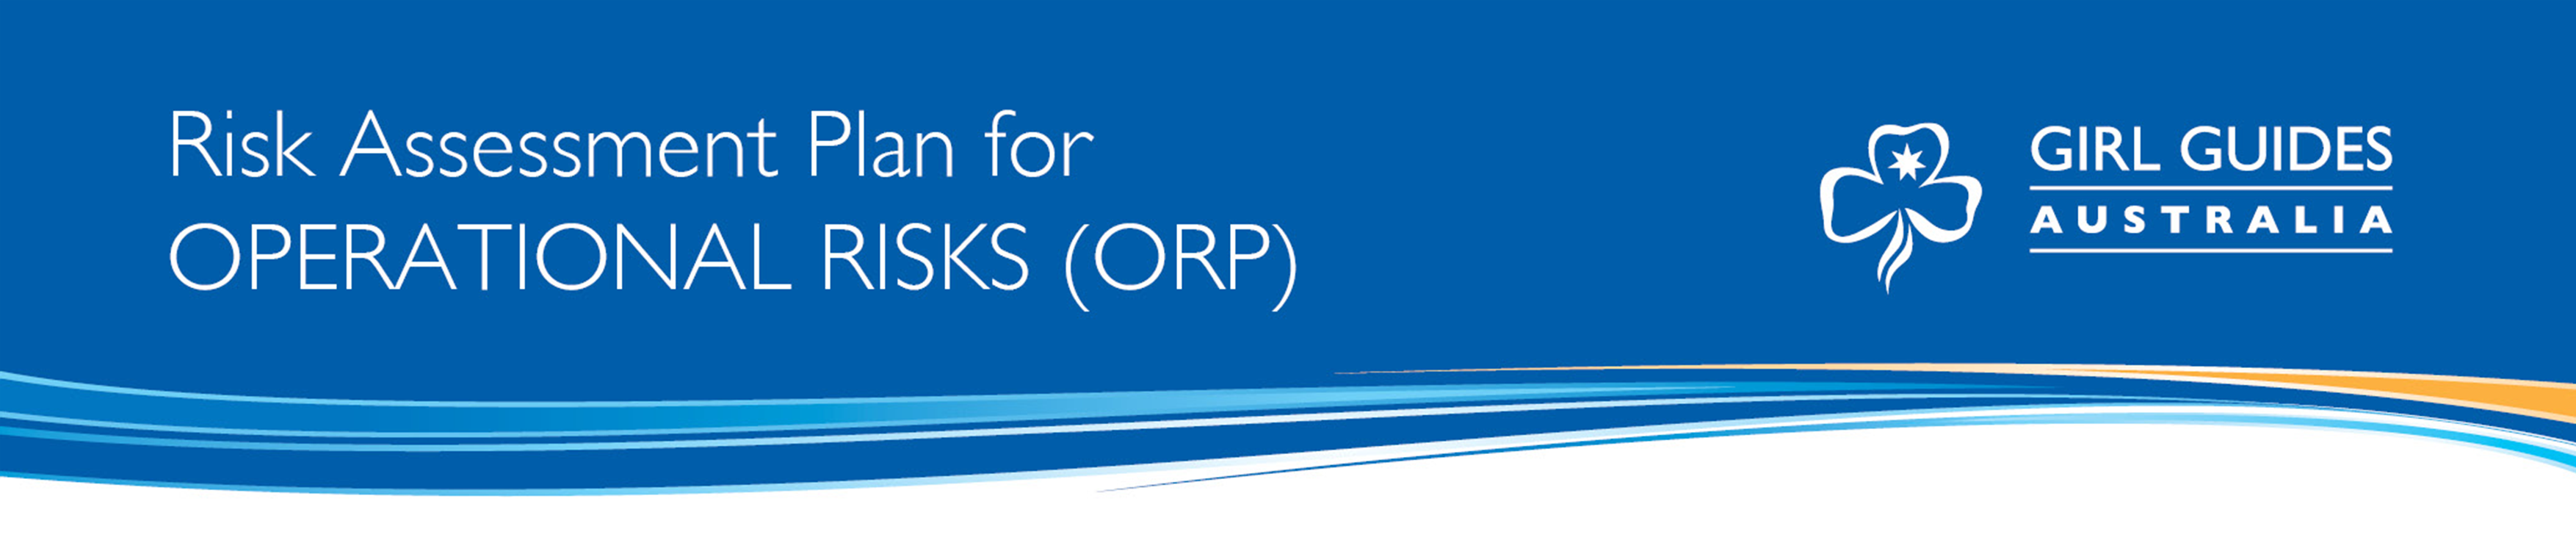 Risk Assessment Plan for
OPERATIONAL RISKS (ORP)
GIRL GUIDES
AUSTRALIA